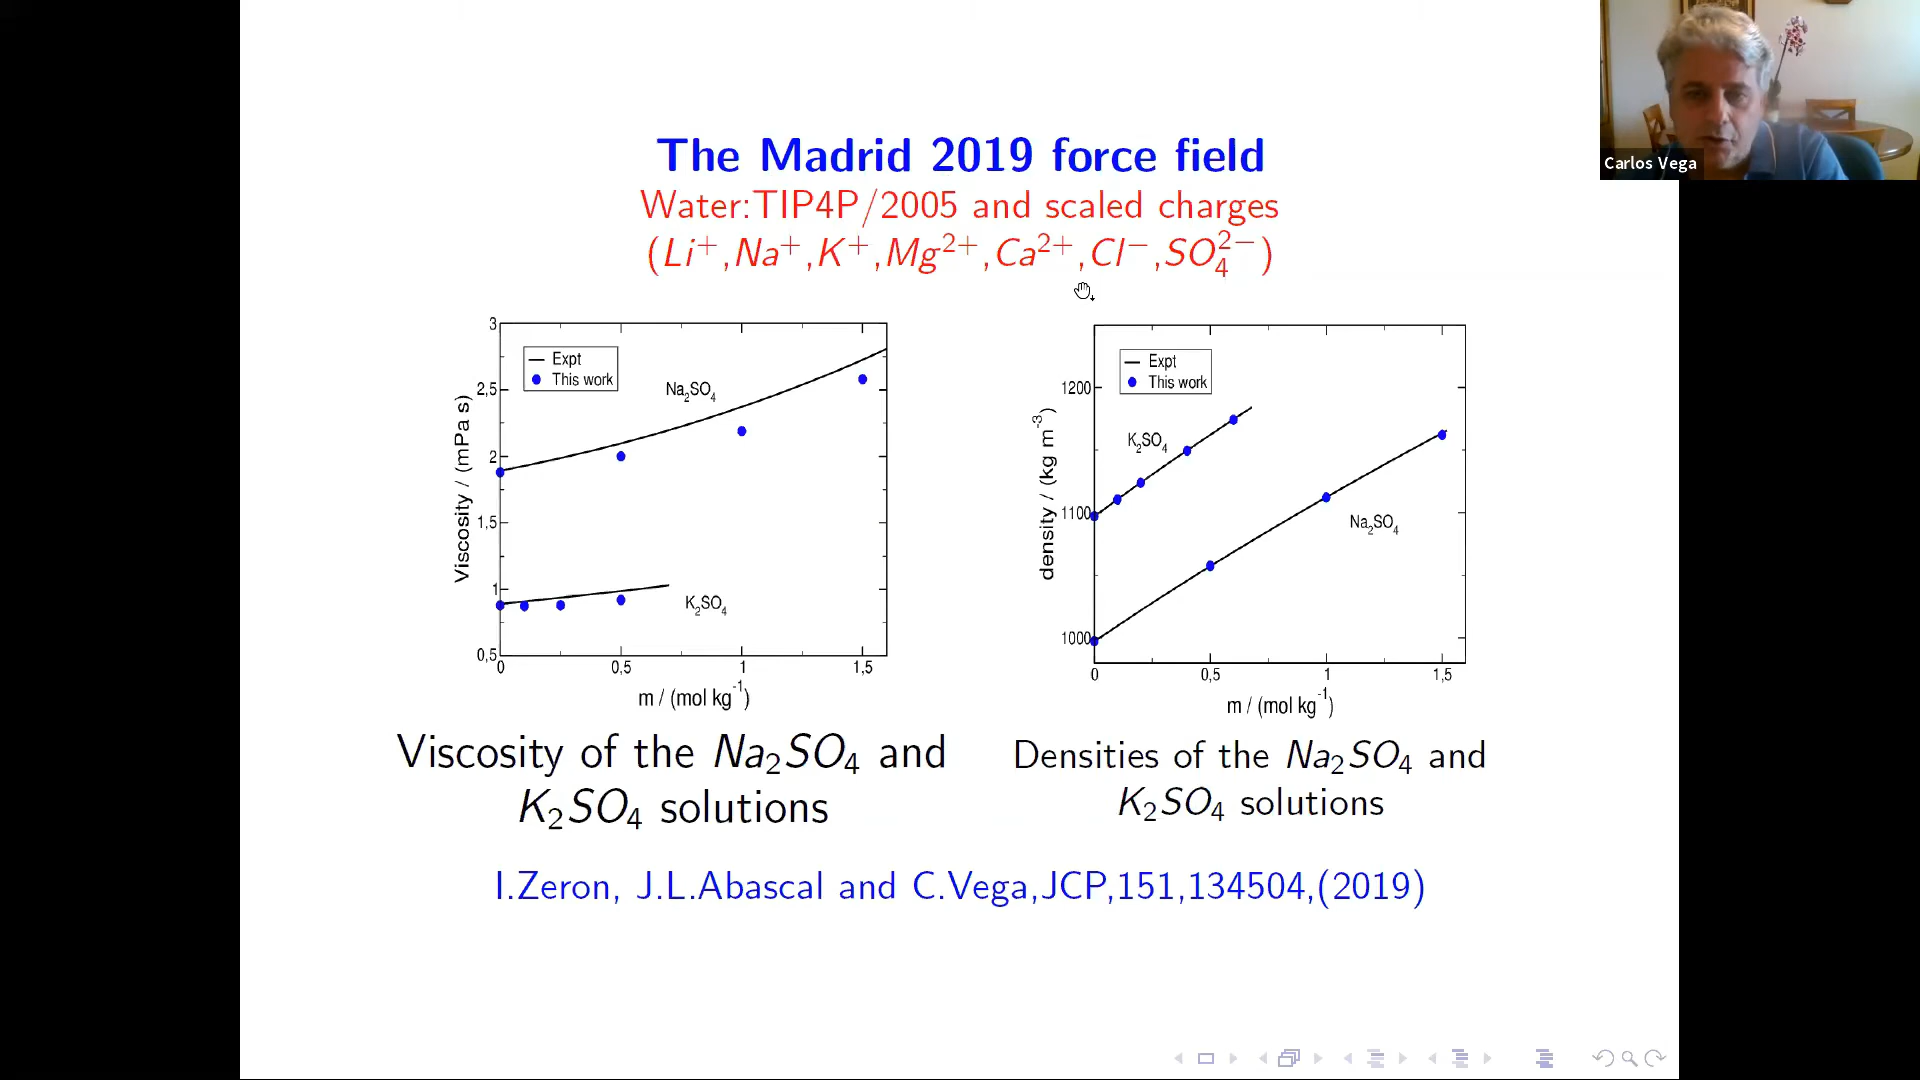 The Madrid 2019 force field
Water:TIP4P/2005 and scaled charges
(Li⁺,Na⁺,K⁺,Mg²⁺,Ca²⁺,Cl⁻,SO₄²⁻)
Carlos Vega
3
2,5
2
1,5
1
0,5
Viscosity / (mPa s)
Expt
This work
Na₂SO₄
K₂SO₄
0
0,5
1
1,5
m / (mol kg⁻¹)
1200
1100
1000
density / (kg m⁻³)
Expt
This work
K₂SO₄
Na₂SO₄
0
0,5
1
1,5
m / (mol kg⁻¹)
Viscosity of the Na₂SO₄ and
K₂SO₄ solutions
Densities of the Na₂SO₄ and
K₂SO₄ solutions
I.Zeron, J.L.Abascal and C.Vega,JCP,151,134504,(2019)